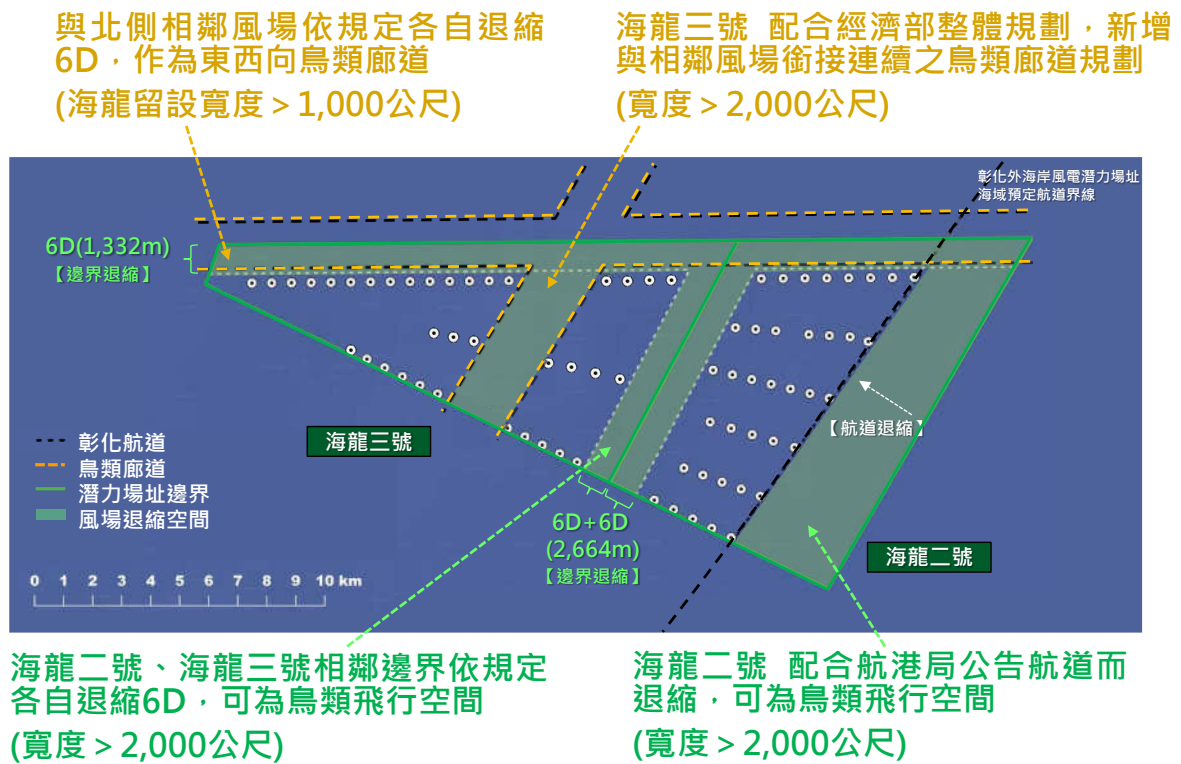 與北側相鄰風場依規定各自退縮
6D，作為東西向鳥類廊道
(海龍留設寬度＞1,000公尺)
海龍三號 配合經濟部整體規劃，新增
與相鄰風場銜接連續之鳥類廊道規劃
(寬度＞2,000公尺)
彰化外海岸風電潛力場址
海域預定航道界線
6D(1,332m)
【邊界退縮】
【航道退縮】
海龍三號
彰化航道
鳥類廊道
潛力場址邊界
風場退縮空間
6D+6D
(2,664m)
【邊界退縮】
海龍二號
0 1 2 3 4 5 6 7 8 9 10 km
海龍二號、海龍三號相鄰邊界依規定
各自退縮6D，可為鳥類飛行空間
(寬度＞2,000公尺)
海龍二號 配合航港局公告航道而
退縮，可為鳥類飛行空間
(寬度＞2,000公尺)